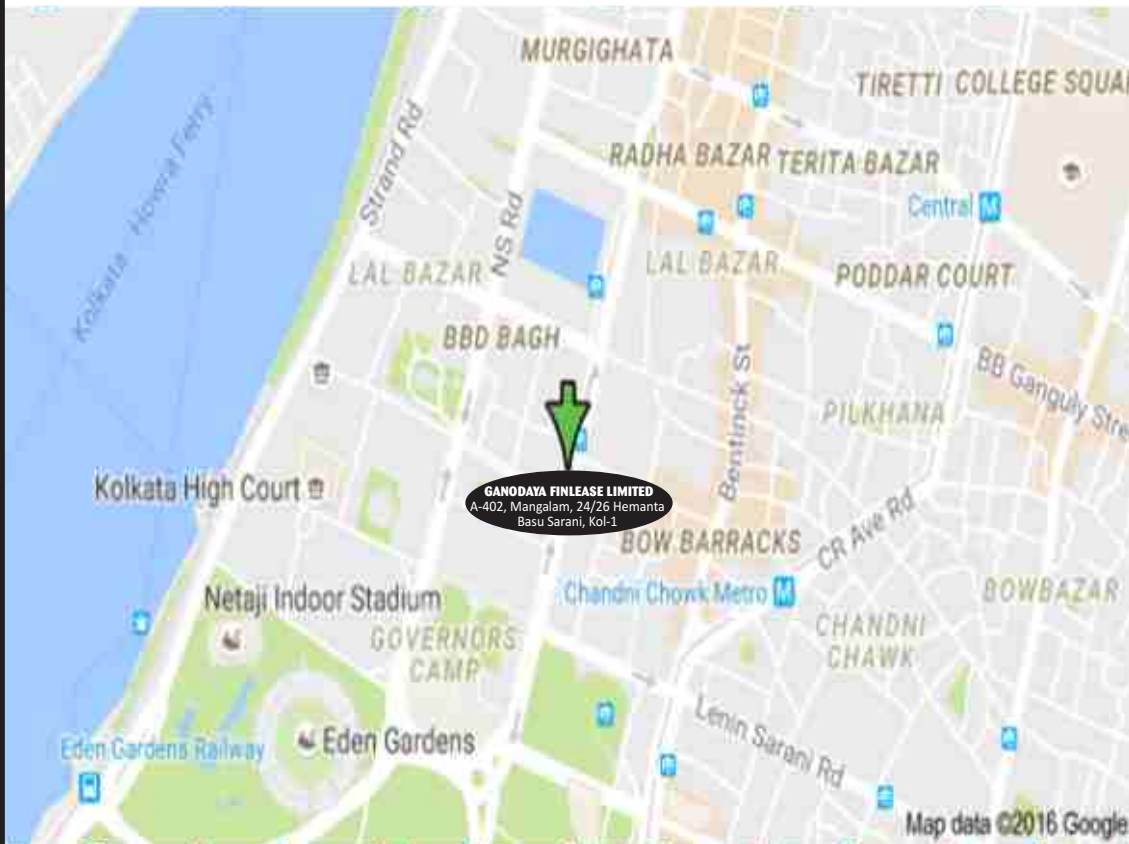 MURGIGHATA
TIRETTI COLLEGE SQUAR
Kolkata - Howra Ferry
Strand Rd
RADHA BAZAR
TERITA BAZAR
Central M
NS Rd
LAL BAZAR
LAL BAZAR
PODDAR COURT
BBD BAGH
BB Ganguly Stre
Bentinck St
PILKHANA
Kolkata High Court
GANODAYA FINLEASE LIMITED
A-402, Mangalam, 24/26 Hemanta
Basu Sarani, Kol-1
BOW BARRACKS
CR Ave Rd
Chandni Chowk Metro M
BOWBAZAR
Netaji Indoor Stadium
GOVERNORS
CAMP
CHANDNI
CHAWK
Lenin Sarani Rd
Eden Gardens Railway
Eden Gardens
Map data ©2016 Google